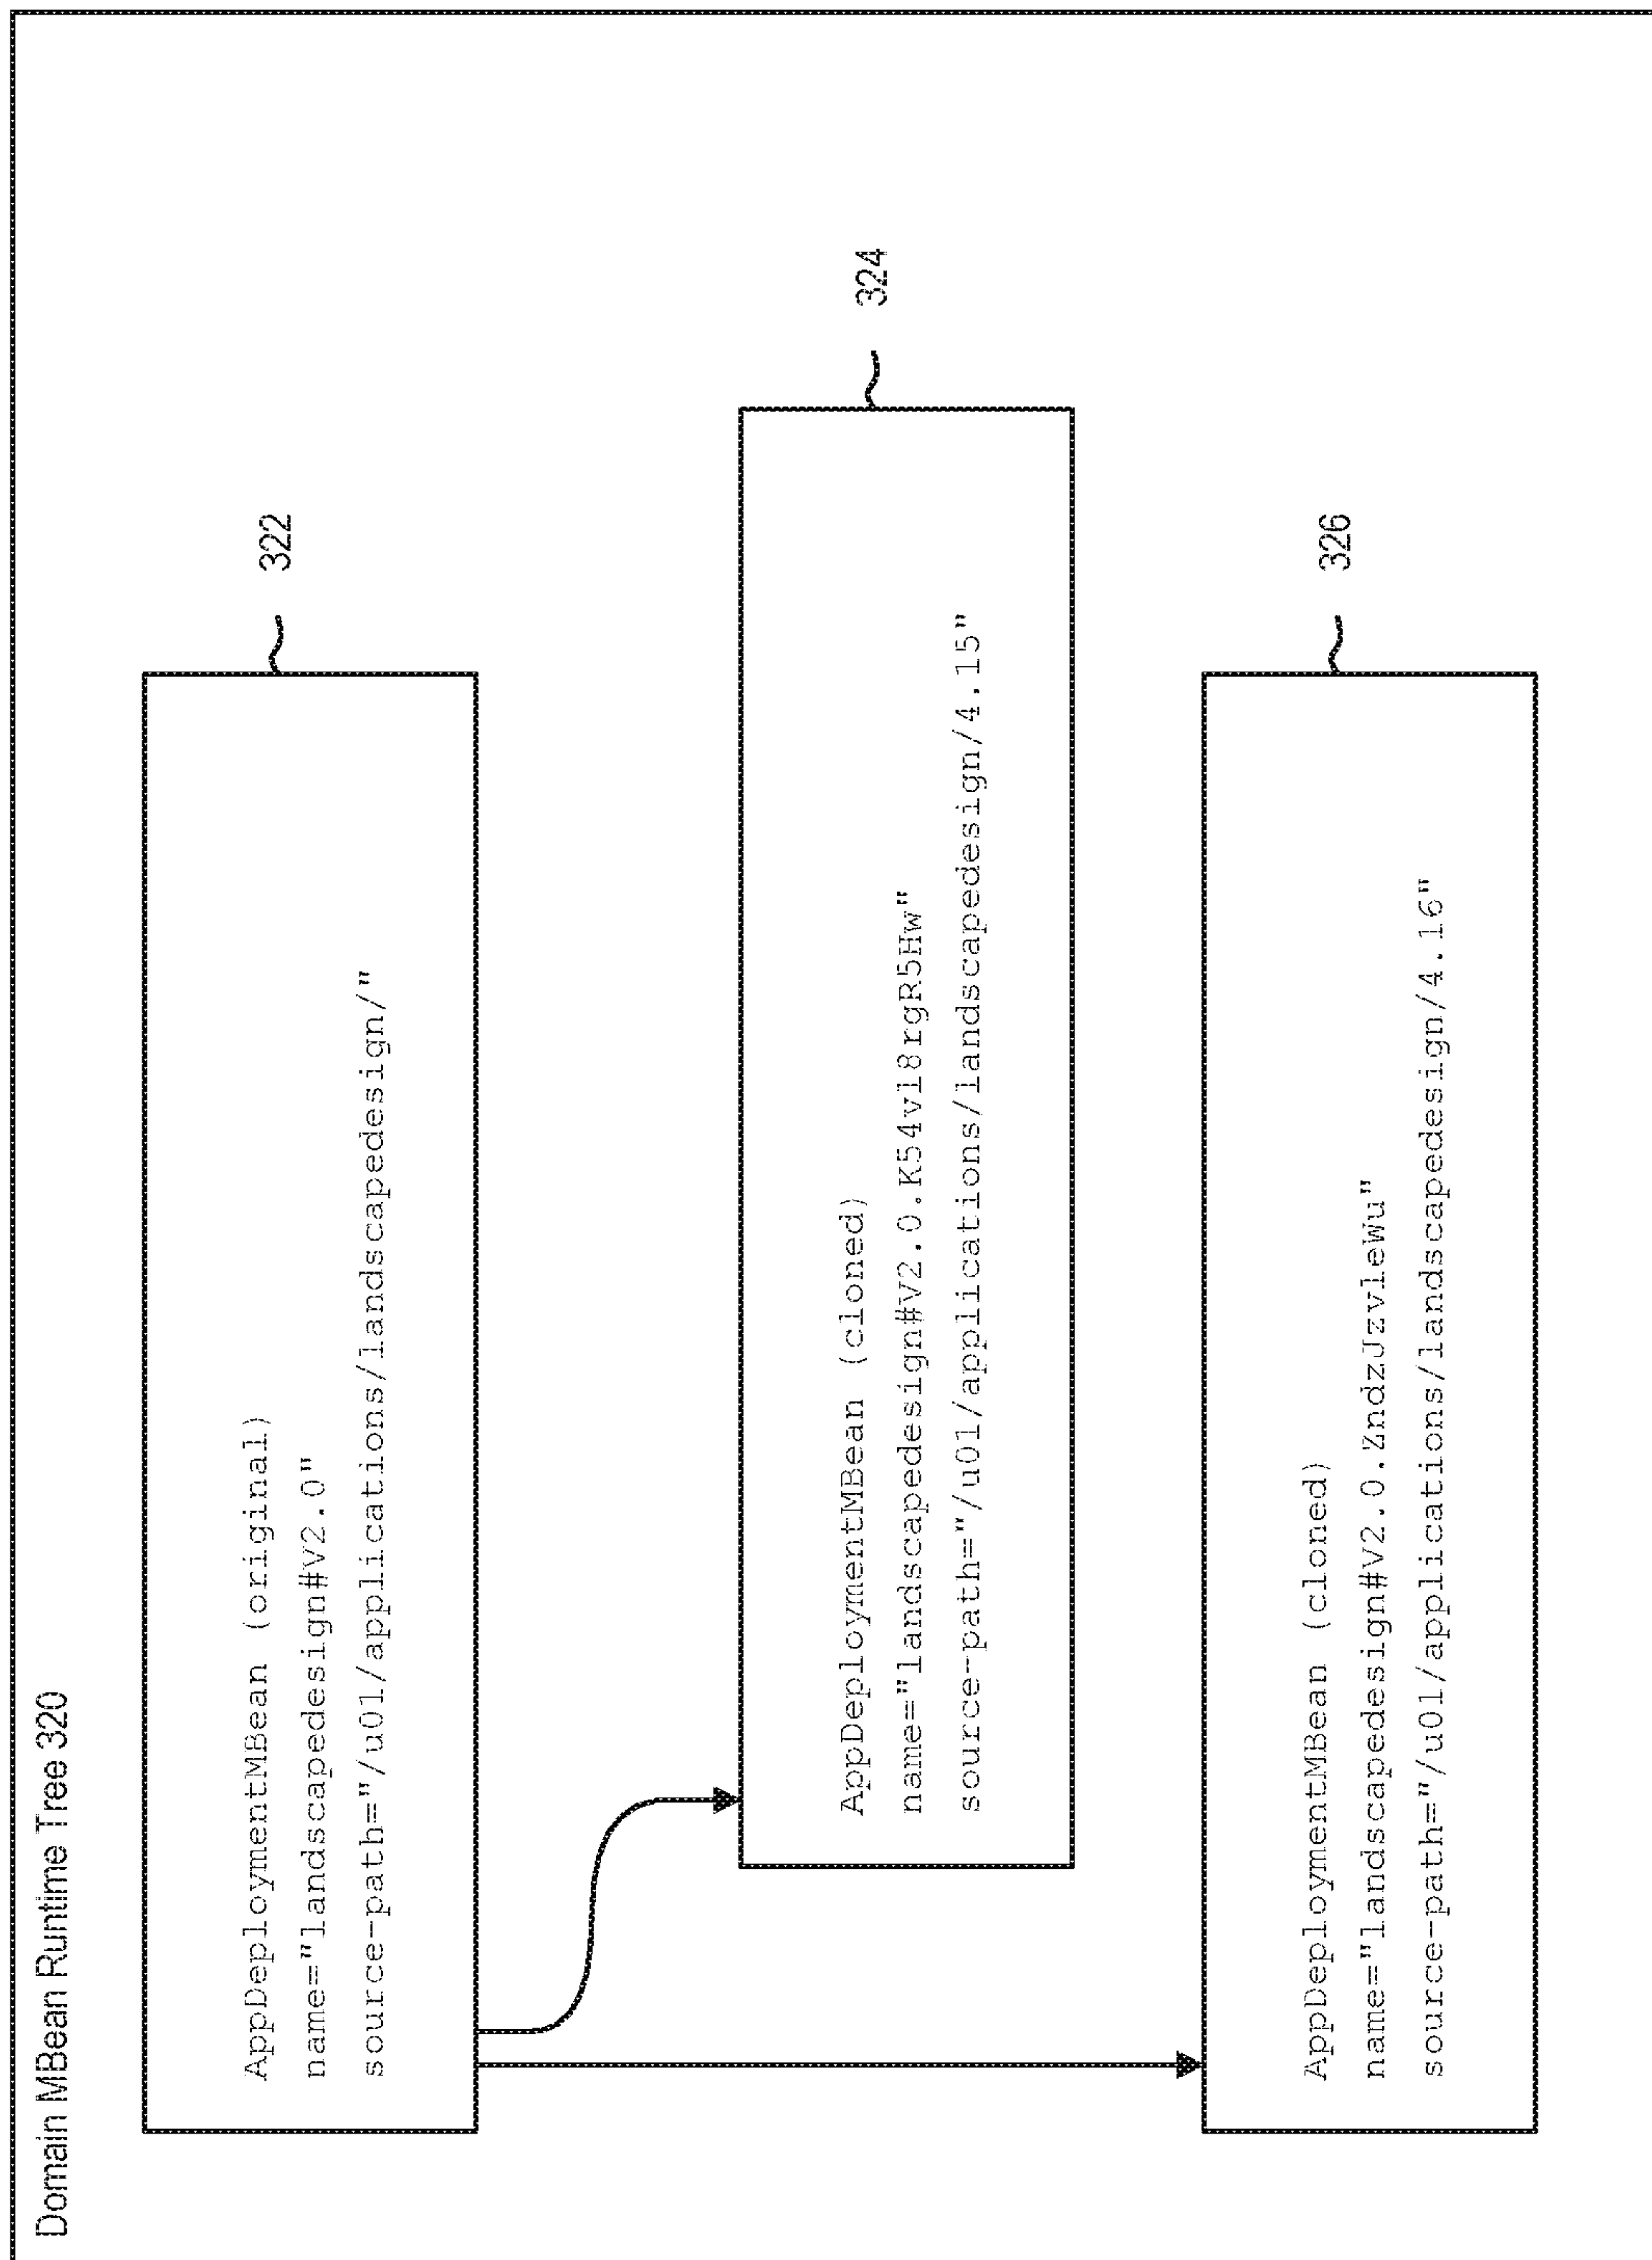 Domain MBean Runtime Tree 320
322
AppDeploymentMBean (original)
name="landscapedesign#V2.0"
source-path="/u01/applications/landscapedesign/"
324
AppDeploymentMBean (cloned)
name="landscapedesign#V2.0.K54vl8rgR5Hw"
source-path="/u01/applications/landscapedesign/4.15"
326
AppDeploymentMBean (cloned)
name="landscapedesign#V2.0.ZndzJzvleWu"
source-path="/u01/applications/landscapedesign/4.16"